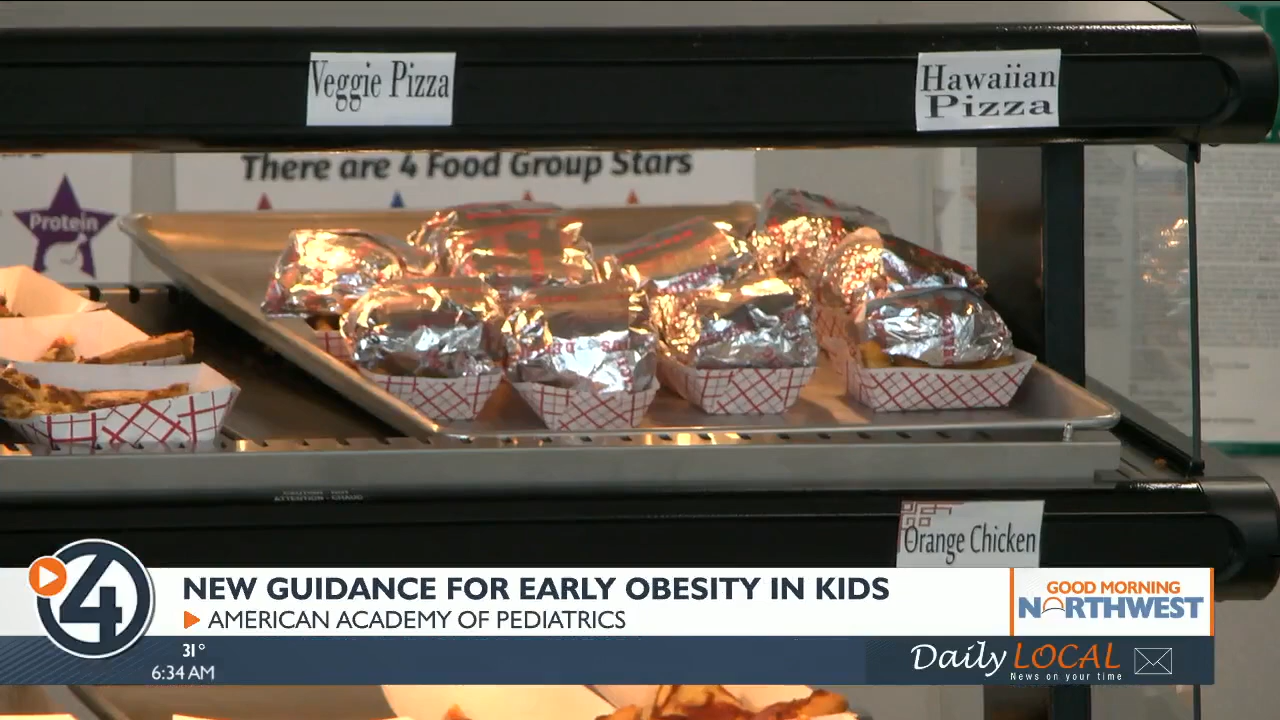 Veggie Pizza
Hawaiian
Pizza
There are 4 Food Group Stars
Protein
Orange Chicken
4
NEW GUIDANCE FOR EARLY OBESITY IN KIDS
AMERICAN ACADEMY OF PEDIATRICS
GOOD MORNING
NORTHWEST
31°
6:34 AM
Daily LOCAL
News on your time